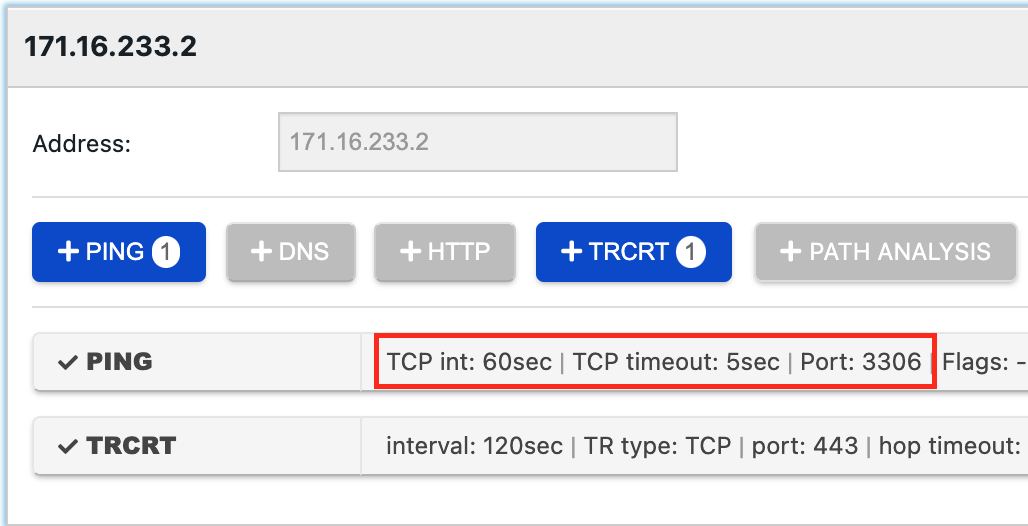 171.16.233.2
Address: 171.16.233.2
PING 1 DNS HTTP TRCRT 1 PATH ANALYSIS
PING TCP int: 60sec | TCP timeout: 5sec | Port: 3306 | Flags: -
TRCRT interval: 120sec | TR type: TCP | port: 443 | hop timeout: